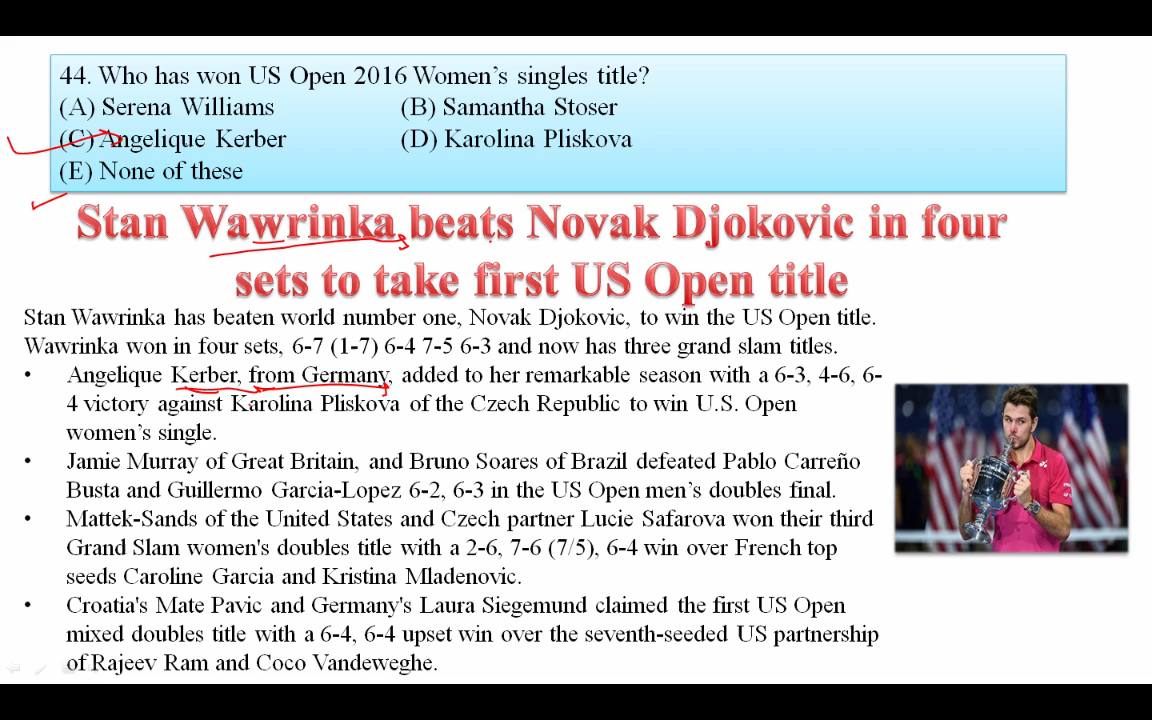 44. Who has won US Open 2016 Women’s singles title?
(A) Serena Williams (B) Samantha Stoser
(C) Angelique Kerber (D) Karolina Pliskova
(E) None of these
Stan Wawrinka beats Novak Djokovic in four
sets to take first US Open title
Stan Wawrinka has beaten world number one, Novak Djokovic, to win the US Open title.
Wawrinka won in four sets, 6-7 (1-7) 6-4 7-5 6-3 and now has three grand slam titles.
• Angelique Kerber, from Germany, added to her remarkable season with a 6-3, 4-6, 6-
4 victory against Karolina Pliskova of the Czech Republic to win U.S. Open
women’s single.
• Jamie Murray of Great Britain, and Bruno Soares of Brazil defeated Pablo Carreño
Busta and Guillermo Garcia-Lopez 6-2, 6-3 in the US Open men’s doubles final.
• Mattek-Sands of the United States and Czech partner Lucie Safarova won their third
Grand Slam women's doubles title with a 2-6, 7-6 (7/5), 6-4 win over French top
seeds Caroline Garcia and Kristina Mladenovic.
• Croatia's Mate Pavic and Germany's Laura Siegemund claimed the first US Open
mixed doubles title with a 6-4, 6-4 upset win over the seventh-seeded US partnership
of Rajeev Ram and Coco Vandeweghe.